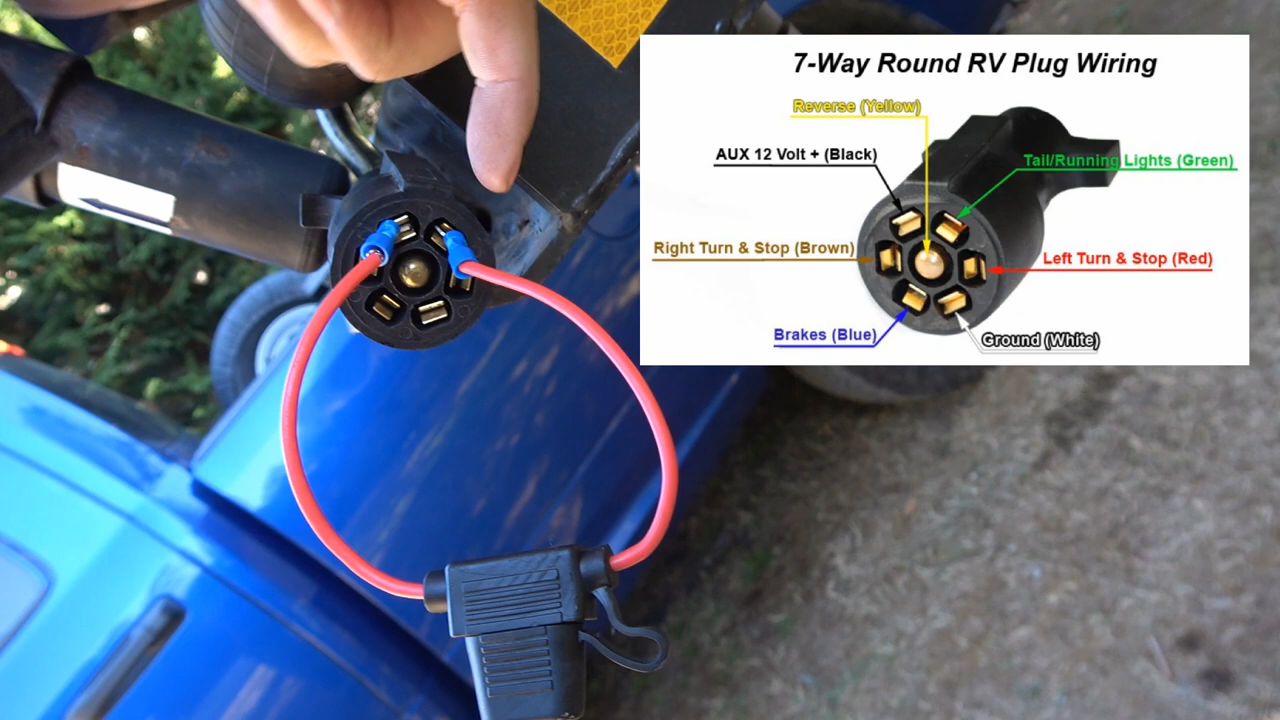 7-Way Round RV Plug Wiring
Reverse (Yellow)
AUX 12 Volt + (Black)
Tail/Running Lights (Green)
Right Turn & Stop (Brown)
Left Turn & Stop (Red)
Brakes (Blue)
Ground (White)